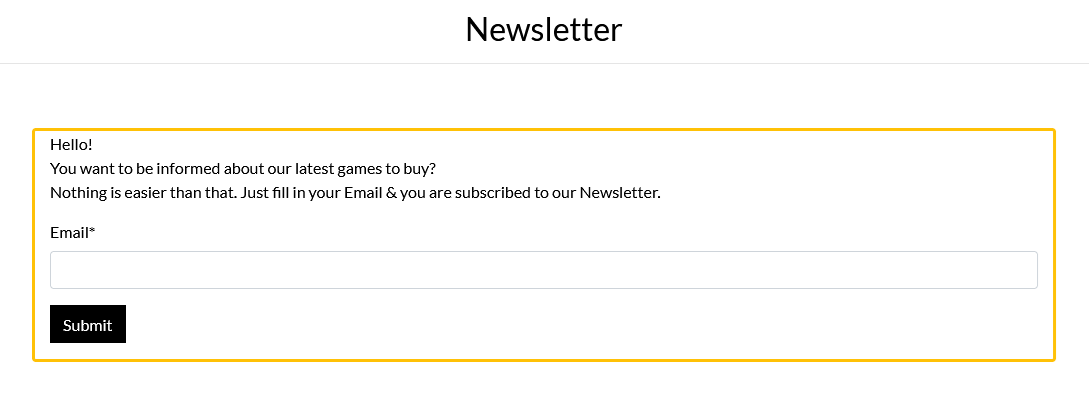 Newsletter
Hello!
You want to be informed about our latest games to buy?
Nothing is easier than that. Just fill in your Email & you are subscribed to our Newsletter.
Email*
Submit